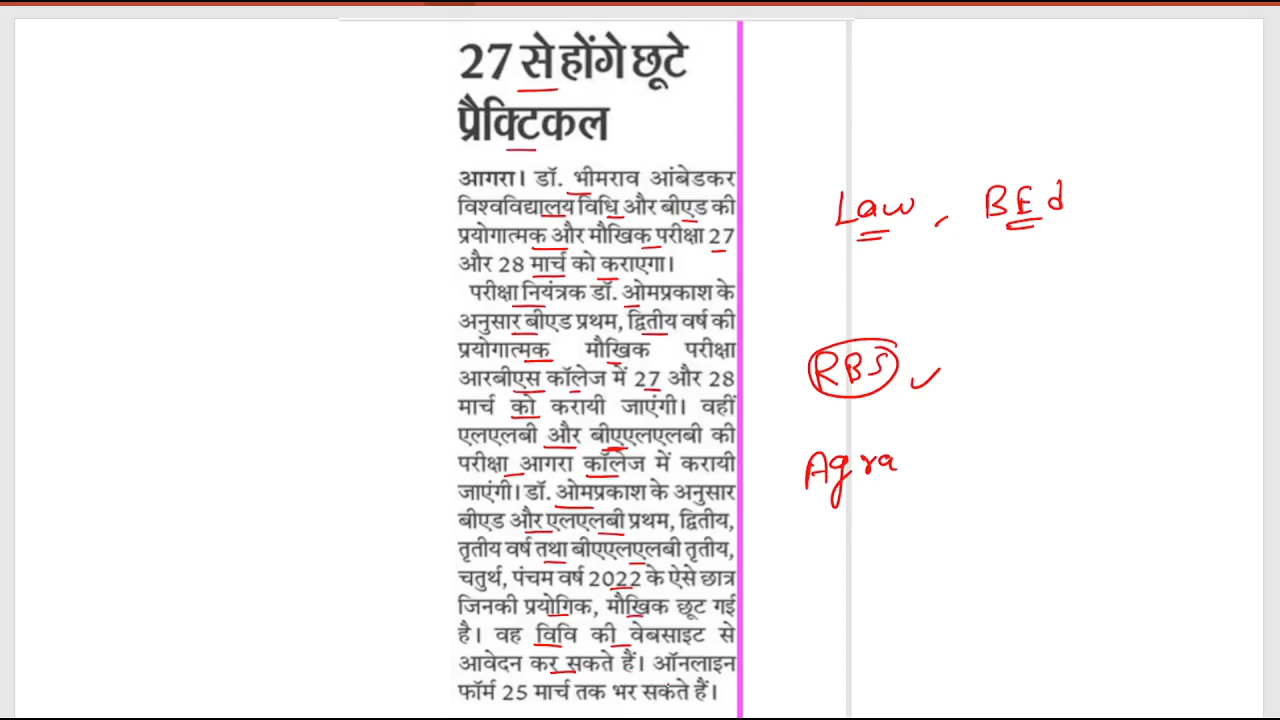 27 से होंगे छूटे
प्रैक्टिकल
आगरा। डॉ. भीमराव आंबेडकर
विश्वविद्यालय विधि और बीएड की
प्रयोगात्मक और मौखिक परीक्षा 27
और 28 मार्च को कराएगा।
परीक्षा नियंत्रक डॉ. ओमप्रकाश के
अनुसार बीएड प्रथम, द्वितीय वर्ष की
प्रयोगात्मक मौखिक परीक्षा
आरबीएस कॉलेज में 27 और 28
मार्च को करायी जाएंगी। वहीं
एलएलबी और बीएएलएलबी की
परीक्षा आगरा कॉलेज में करायी
जाएंगी। डॉ. ओमप्रकाश के अनुसार
बीएड और एलएलबी प्रथम, द्वितीय,
तृतीय वर्ष तथा बीएएलएलबी तृतीय,
चतुर्थ, पंचम वर्ष 2022 के ऐसे छात्र
जिनकी प्रयोगिक, मौखिक छूट गई
है। वह विवि की वेबसाइट से
आवेदन कर सकते हैं। ऑनलाइन
फॉर्म 25 मार्च तक भर सकते हैं।
Law, BEd
RBS
Agra